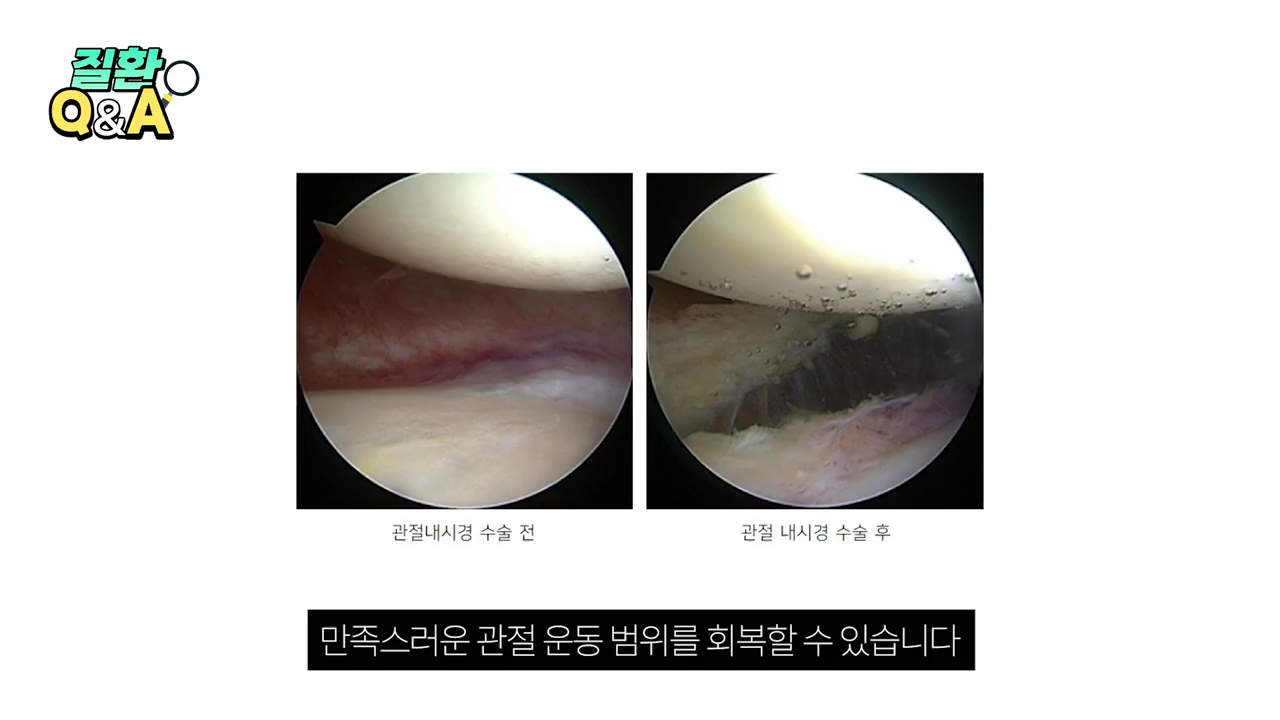 질환
Q&A
관절내시경 수술 전
관절 내시경 수술 후
만족스러운 관절 운동 범위를 회복할 수 있습니다